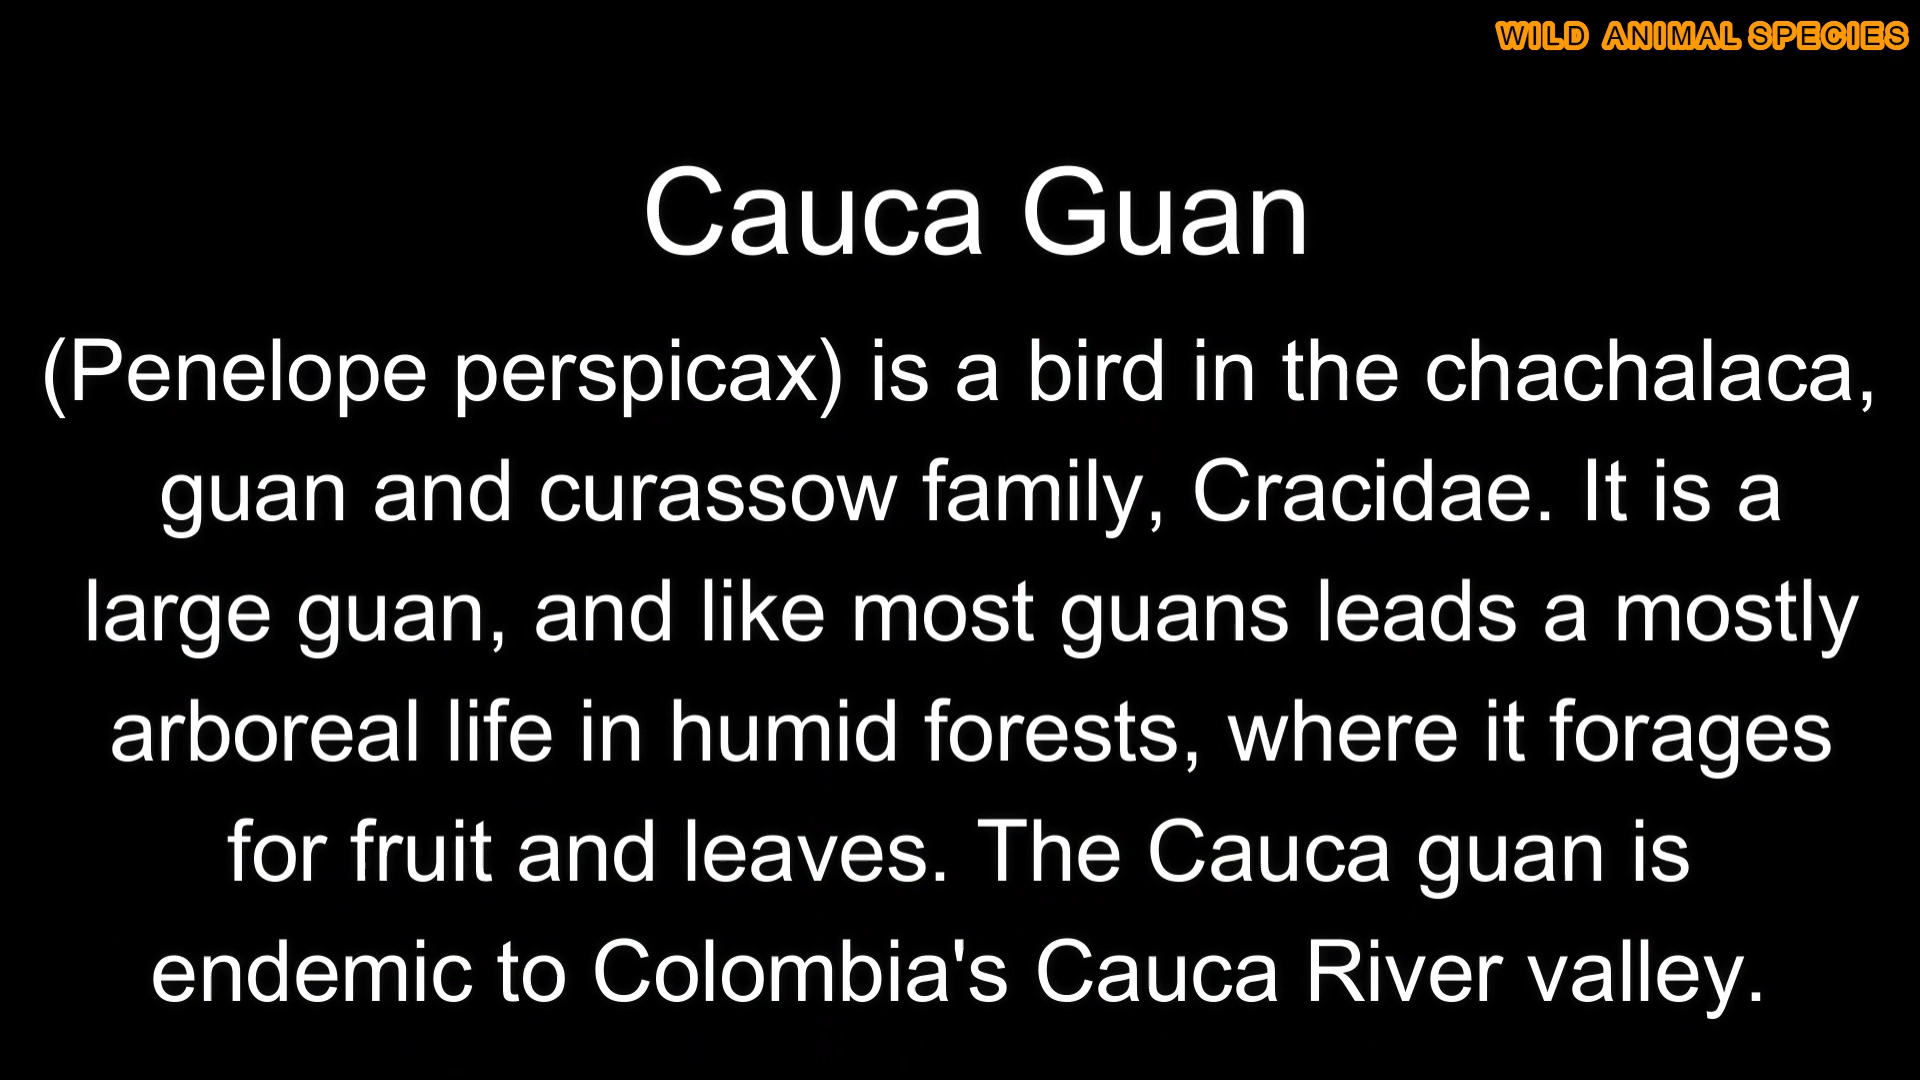 WILD ANIMAL SPECIES
Cauca Guan
(Penelope perspicax) is a bird in the chachalaca,
guan and curassow family, Cracidae. It is a
large guan, and like most guans leads a mostly
arboreal life in humid forests, where it forages
for fruit and leaves. The Cauca guan is
endemic to Colombia's Cauca River valley.